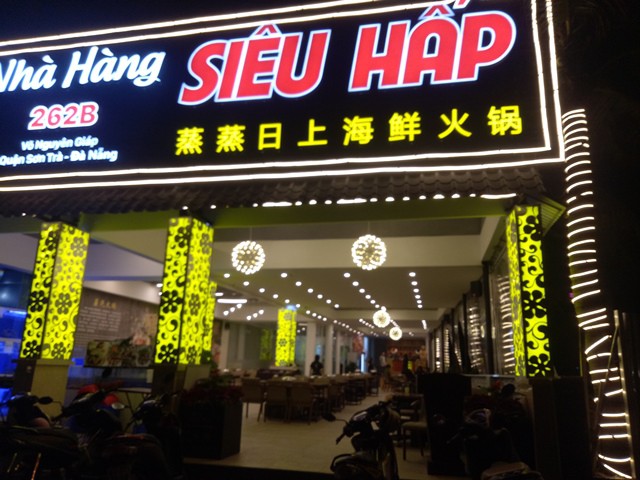 Nhà Hàng
SIÊU HẤP
262B
Võ Nguyên Giáp
Quận Sơn Trà - Đà Nẵng
蒸蒸日上海鲜火锅